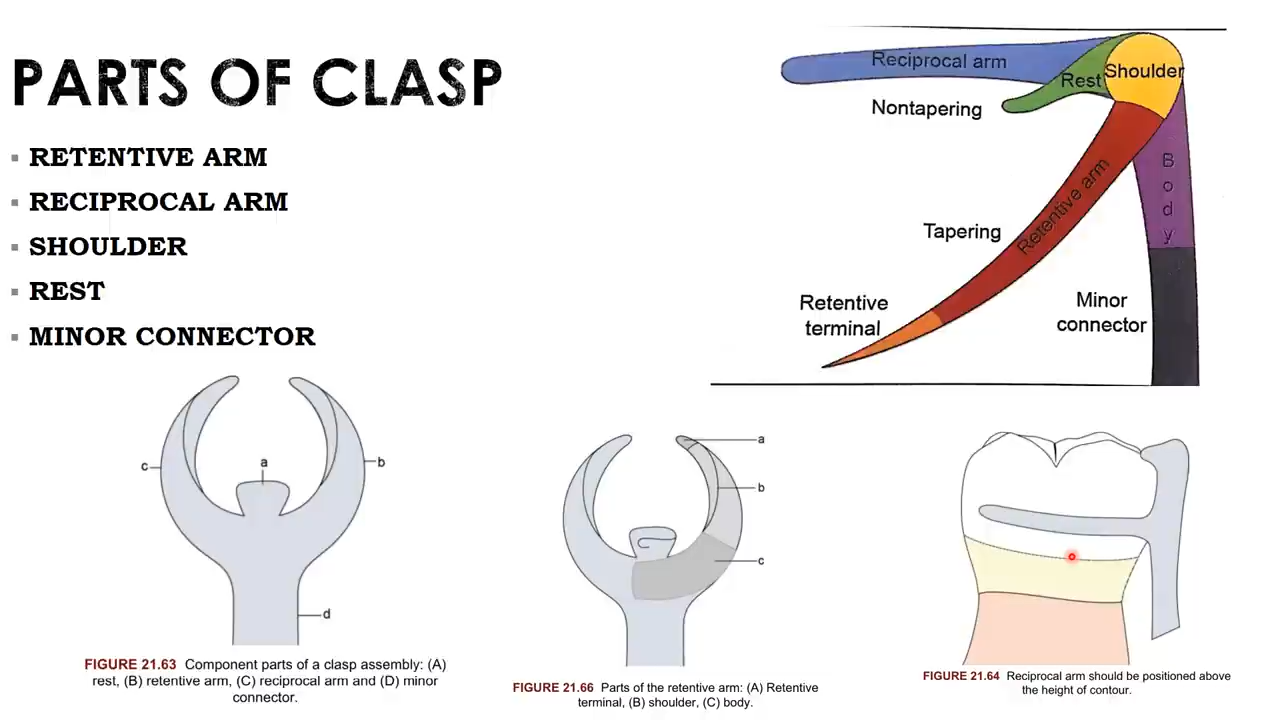 PARTS OF CLASP
▪ RETENTIVE ARM
▪ RECIPROCAL ARM
▪ SHOULDER
▪ REST
▪ MINOR CONNECTOR
Reciprocal arm
Rest
Shoulder
Nontapering
Body
Retentive arm
Tapering
Retentive
terminal
Minor
connector
c
a
b
d
FIGURE 21.63 Component parts of a clasp assembly: (A)
rest, (B) retentive arm, (C) reciprocal arm and (D) minor
connector.
a
b
c
FIGURE 21.66 Parts of the retentive arm: (A) Retentive
terminal, (B) shoulder, (C) body.
FIGURE 21.64 Reciprocal arm should be positioned above
the height of contour.